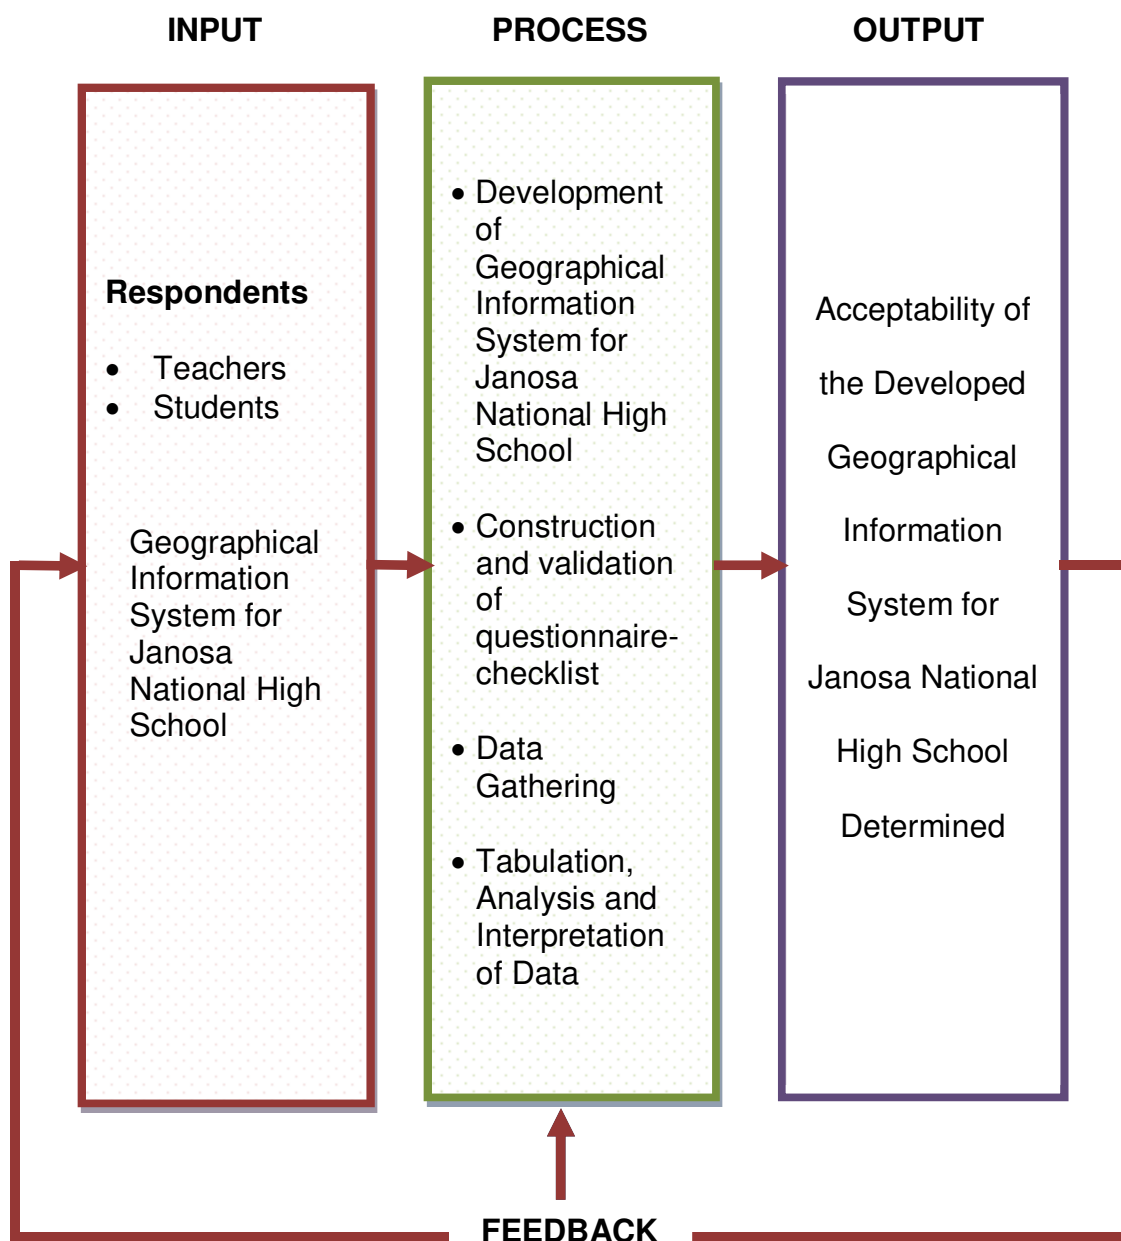 INPUT
PROCESS
OUTPUT
Respondents
• Teachers
• Students
Geographical
Information
System for
Janosa
National High
School
• Development
of
Geographical
Information
System for
Janosa
National High
School
• Construction
and validation
of
questionnaire-
checklist
• Data
Gathering
• Tabulation,
Analysis and
Interpretation
of Data
Acceptability of
the Developed
Geographical
Information
System for
Janosa National
High School
Determined
FEEDBACK